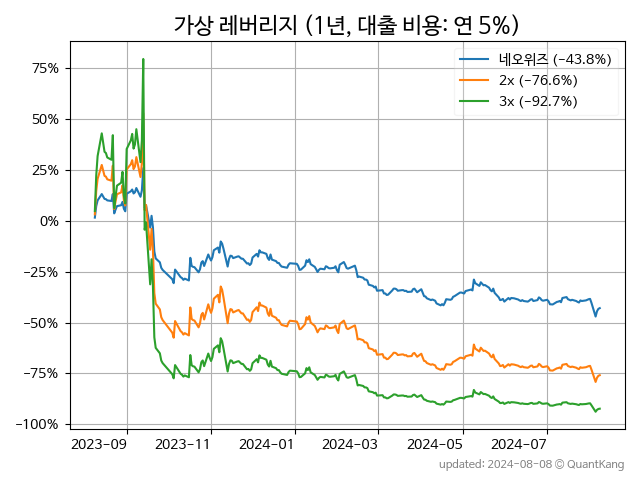 가상 레버리지 (1년, 대출 비용: 연 5%)
네오위즈 (−43.8%)
2x (−76.6%)
3x (−92.7%)
75%
50%
25%
0%
−25%
−50%
−75%
−100%
2023-09 2023-11 2024-01 2024-03 2024-05 2024-07
updated: 2024-08-08 © QuantKang